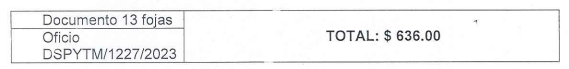 Documento 13 fojas
Oficio
DSPYTM/1227/2023
TOTAL: $ 636.00